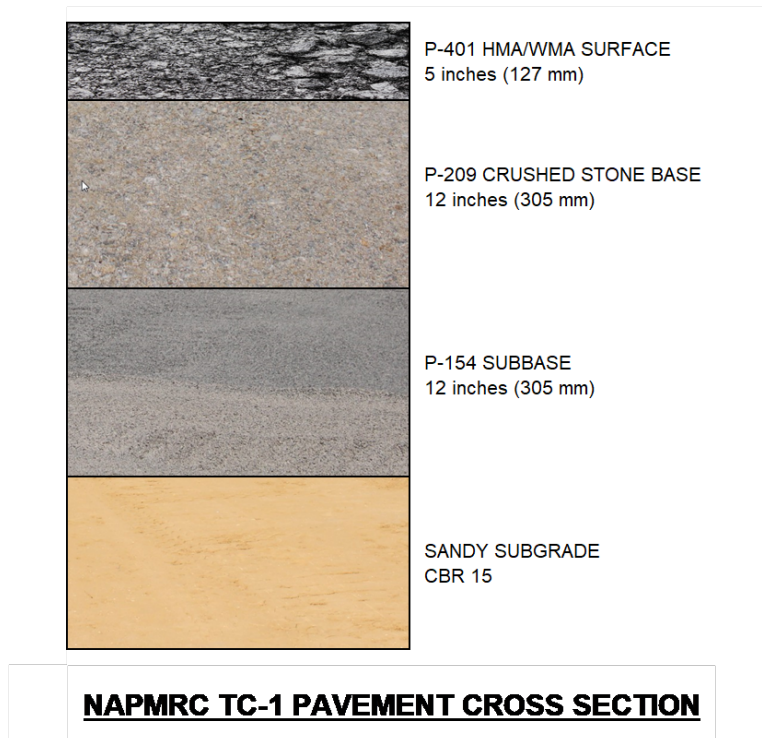 P-401 HMA/WMA SURFACE
5 inches (127 mm)
P-209 CRUSHED STONE BASE
12 inches (305 mm)
P-154 SUBBASE
12 inches (305 mm)
SANDY SUBGRADE
CBR 15
NAPMRC TC-1 PAVEMENT CROSS SECTION